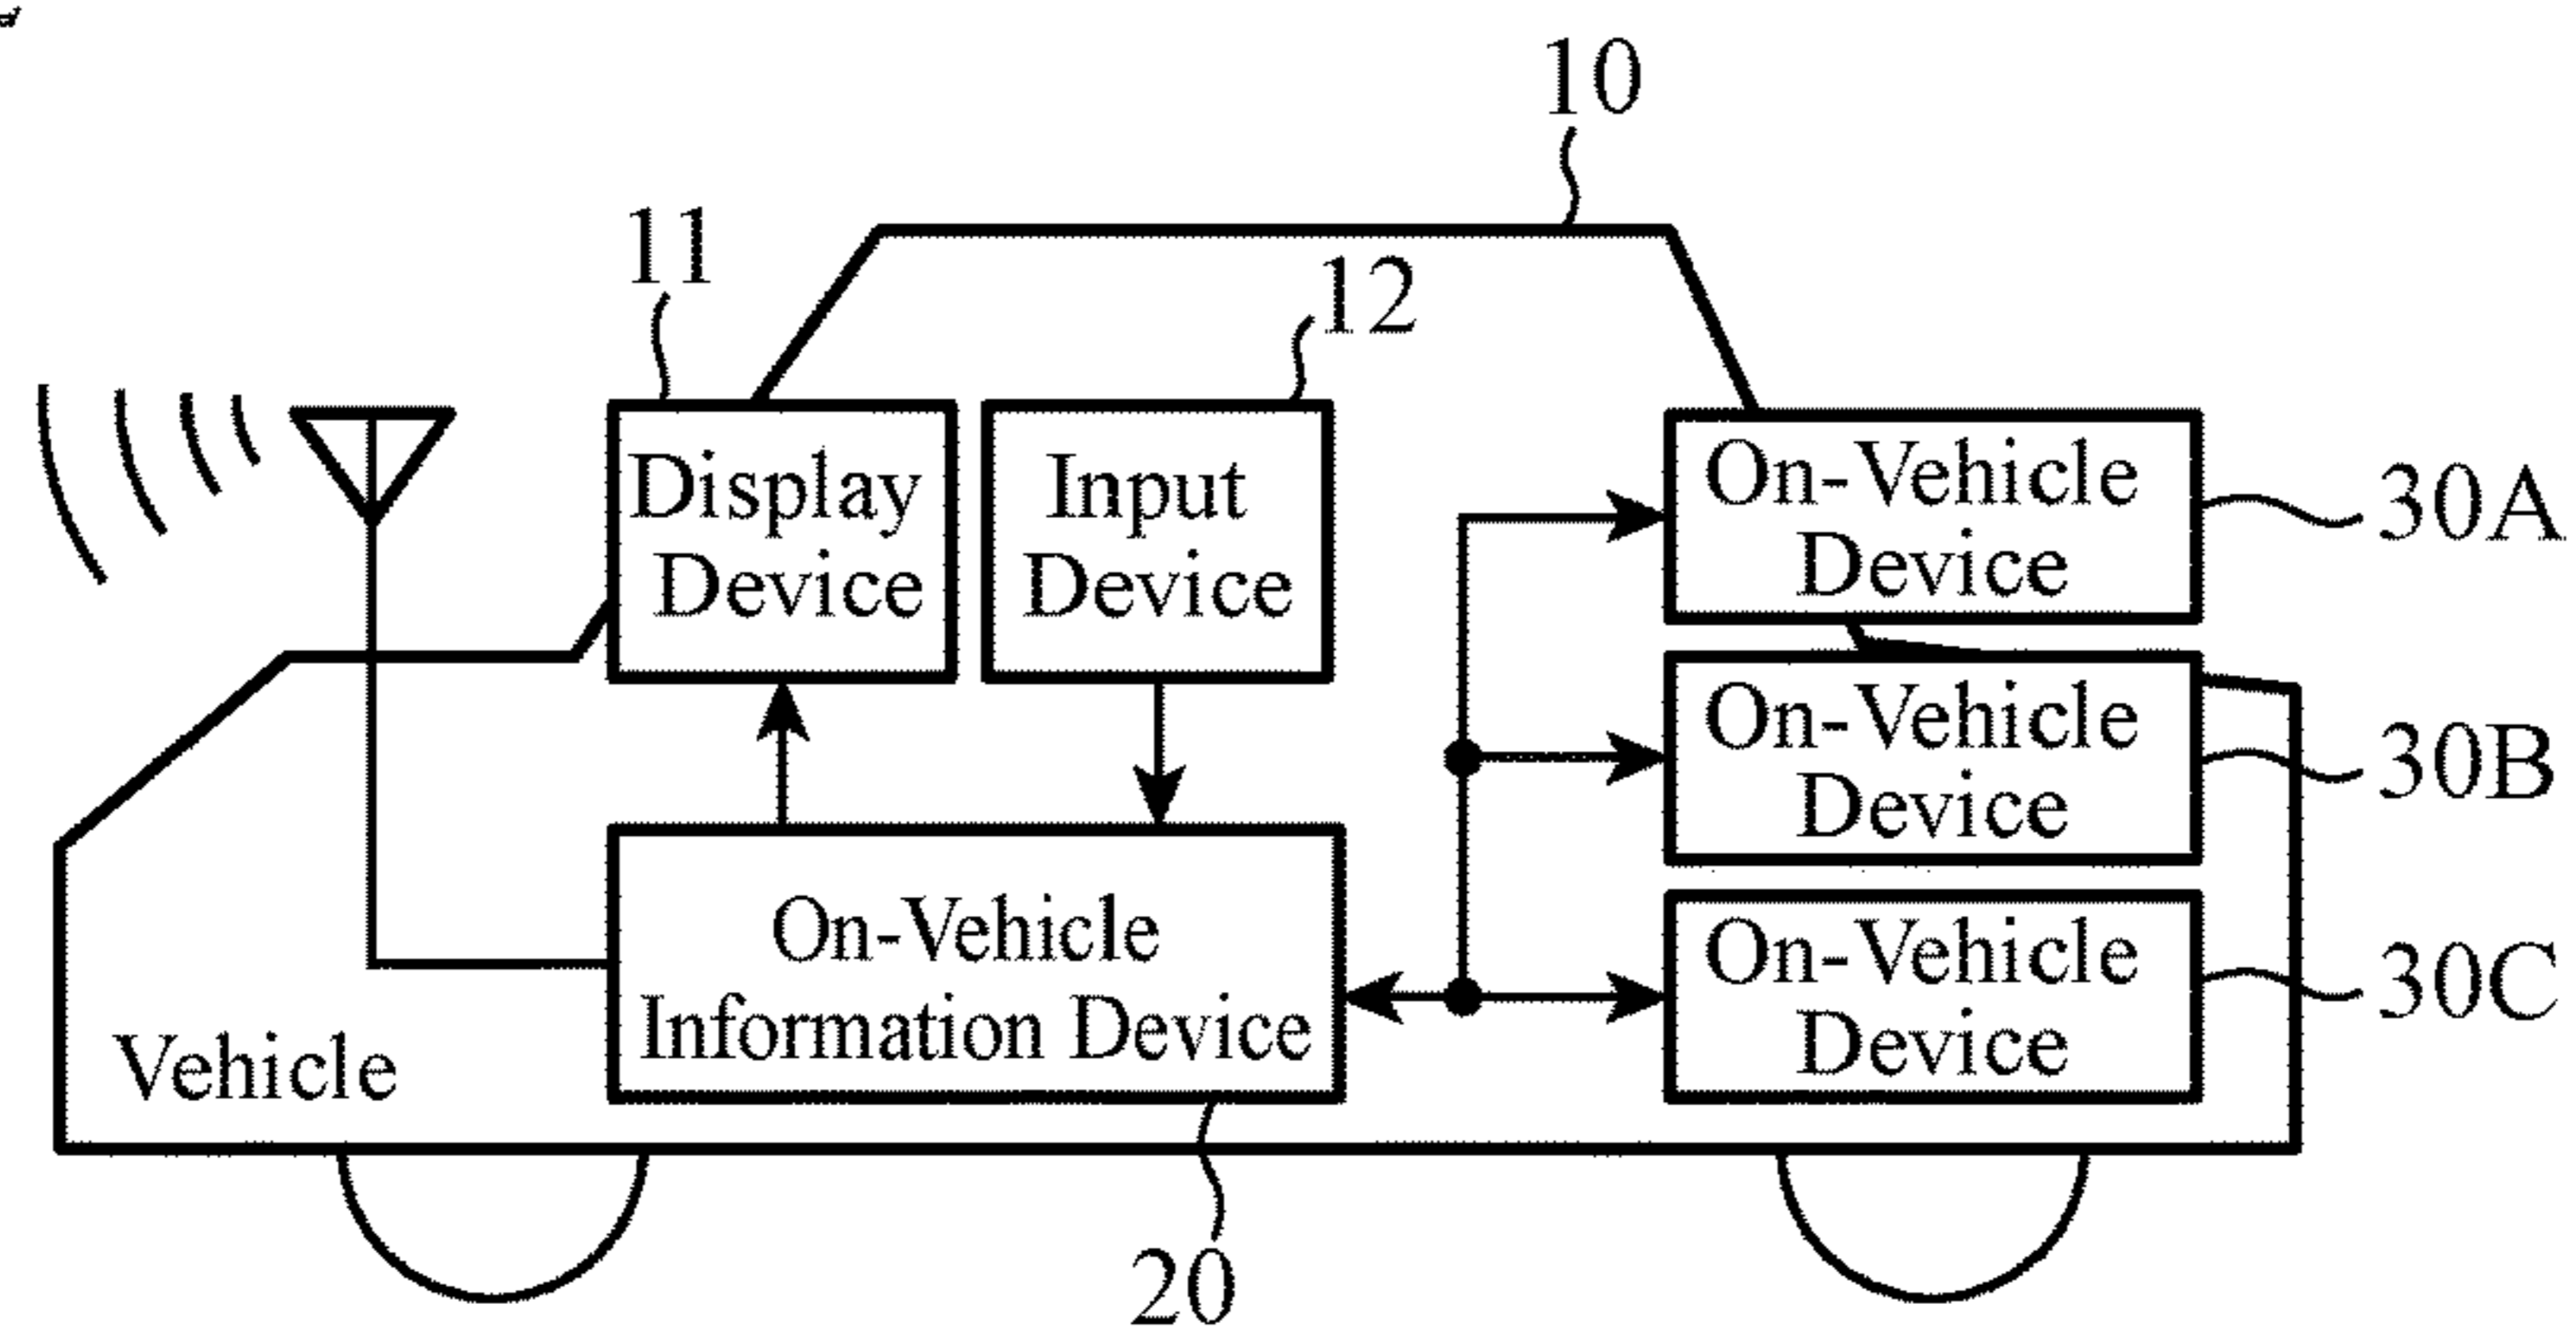 10
11
12
Display
Device
Input
Device
On-Vehicle
Device
30A
On-Vehicle
Device
30B
On-Vehicle
Information Device
On-Vehicle
Device
30C
Vehicle
20